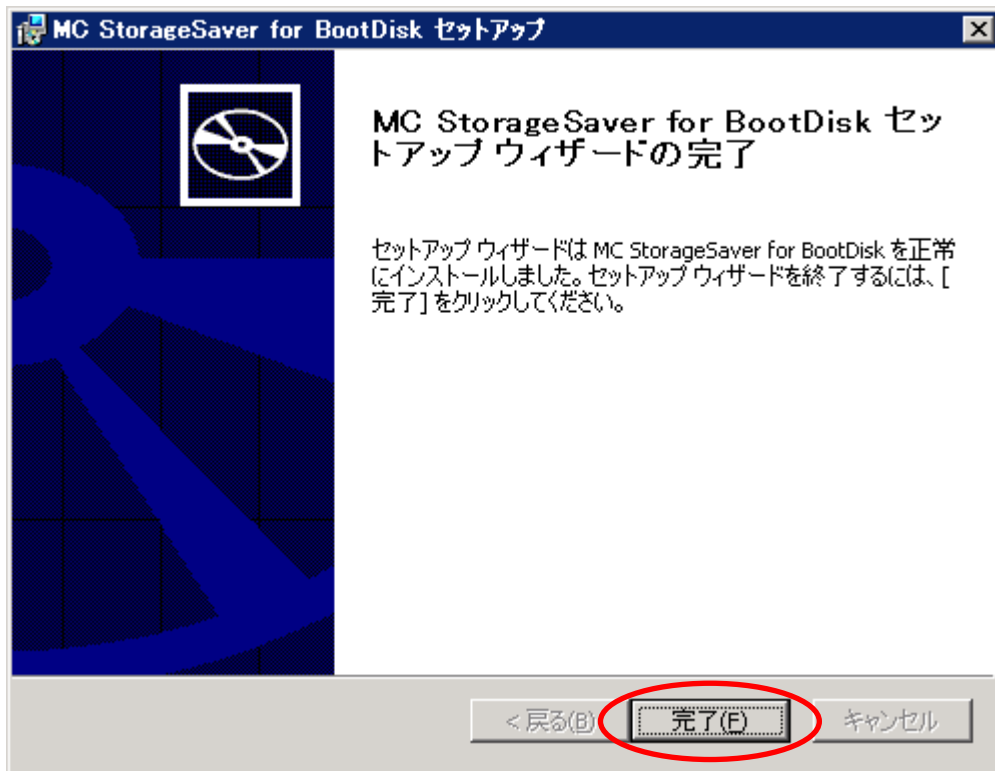 MC StorageSaver for BootDisk セットアップ
MC StorageSaver for BootDisk セッ
トアップ ウィザードの完了
セットアップ ウィザードは MC StorageSaver for BootDisk を正常
にインストールしました。セットアップ ウィザードを終了するには、[
完了] をクリックしてください。
< 戻る(B)
完了(F)
キャンセル